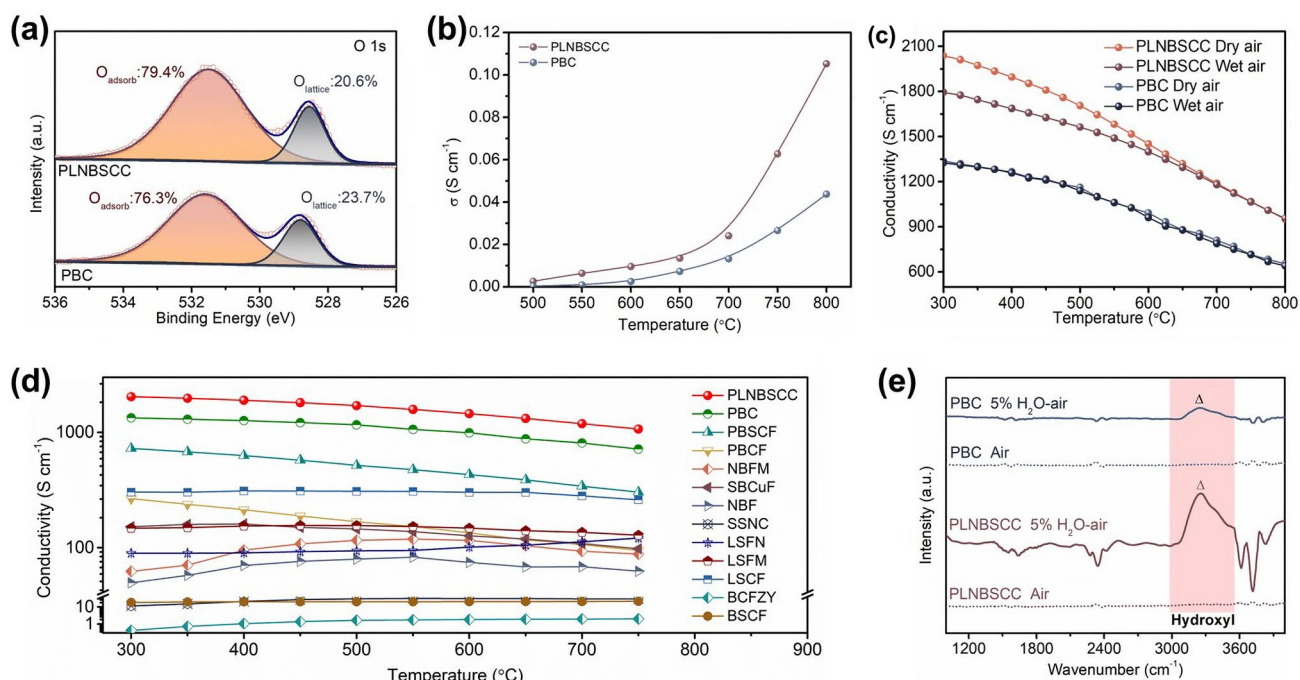 (a)
O 1s
Oadsorb:79.4%
Olattice:20.6%
PLNBSCC
Oadsorb:76.3%
Olattice:23.7%
PBC
Intensity (a.u.)
536 534 532 530 528 526
Binding Energy (eV)
(b)
PLNBSCC
PBC
σ (S cm⁻¹)
0.12
0.10
0.08
0.06
0.04
0.02
0.00
500 550 600 650 700 750 800
Temperature (°C)
(c)
PLNBSCC Dry air
PLNBSCC Wet air
PBC Dry air
PBC Wet air
Conductivity (S cm⁻¹)
2100
1800
1500
1200
900
600
300 400 500 600 700 800
Temperature (°C)
(d)
Conductivity (S cm⁻¹)
1000
100
10
1
PLNBSCC
PBC
PBSCF
PBCF
NBFM
SBCuF
NBF
SSNC
LSFN
LSFM
LSCF
BCFZY
BSCF
300 400 500 600 700 800 900
Temperature (°C)
(e)
PBC 5% H₂O-air
Δ
PBC Air
Δ
PLNBSCC 5% H₂O-air
PLNBSCC Air
Hydroxyl
Intensity (a.u.)
1200 1800 2400 3000 3600
Wavenumber (cm⁻¹)